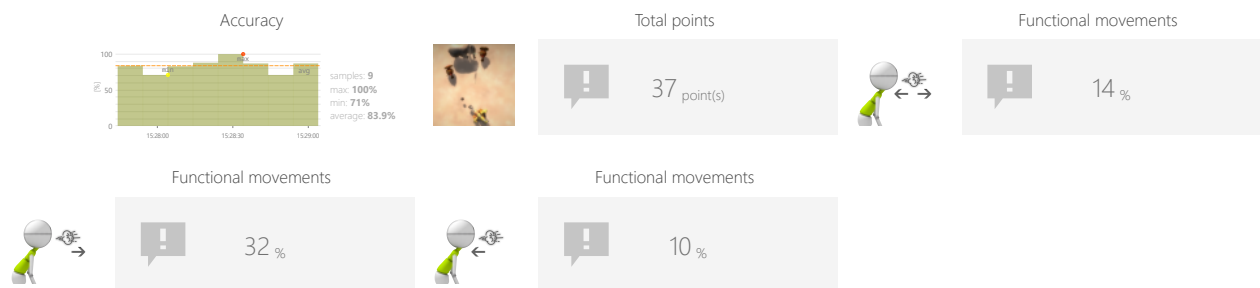 Accuracy
Total points
Functional movements
100
50
0
(%)
min
max
avg
15:28:00
15:28:30
15:29:00
samples: 9
max: 100%
min: 71%
average: 83.9%
37 point(s)
14 %
Functional movements
Functional movements
32 %
10 %